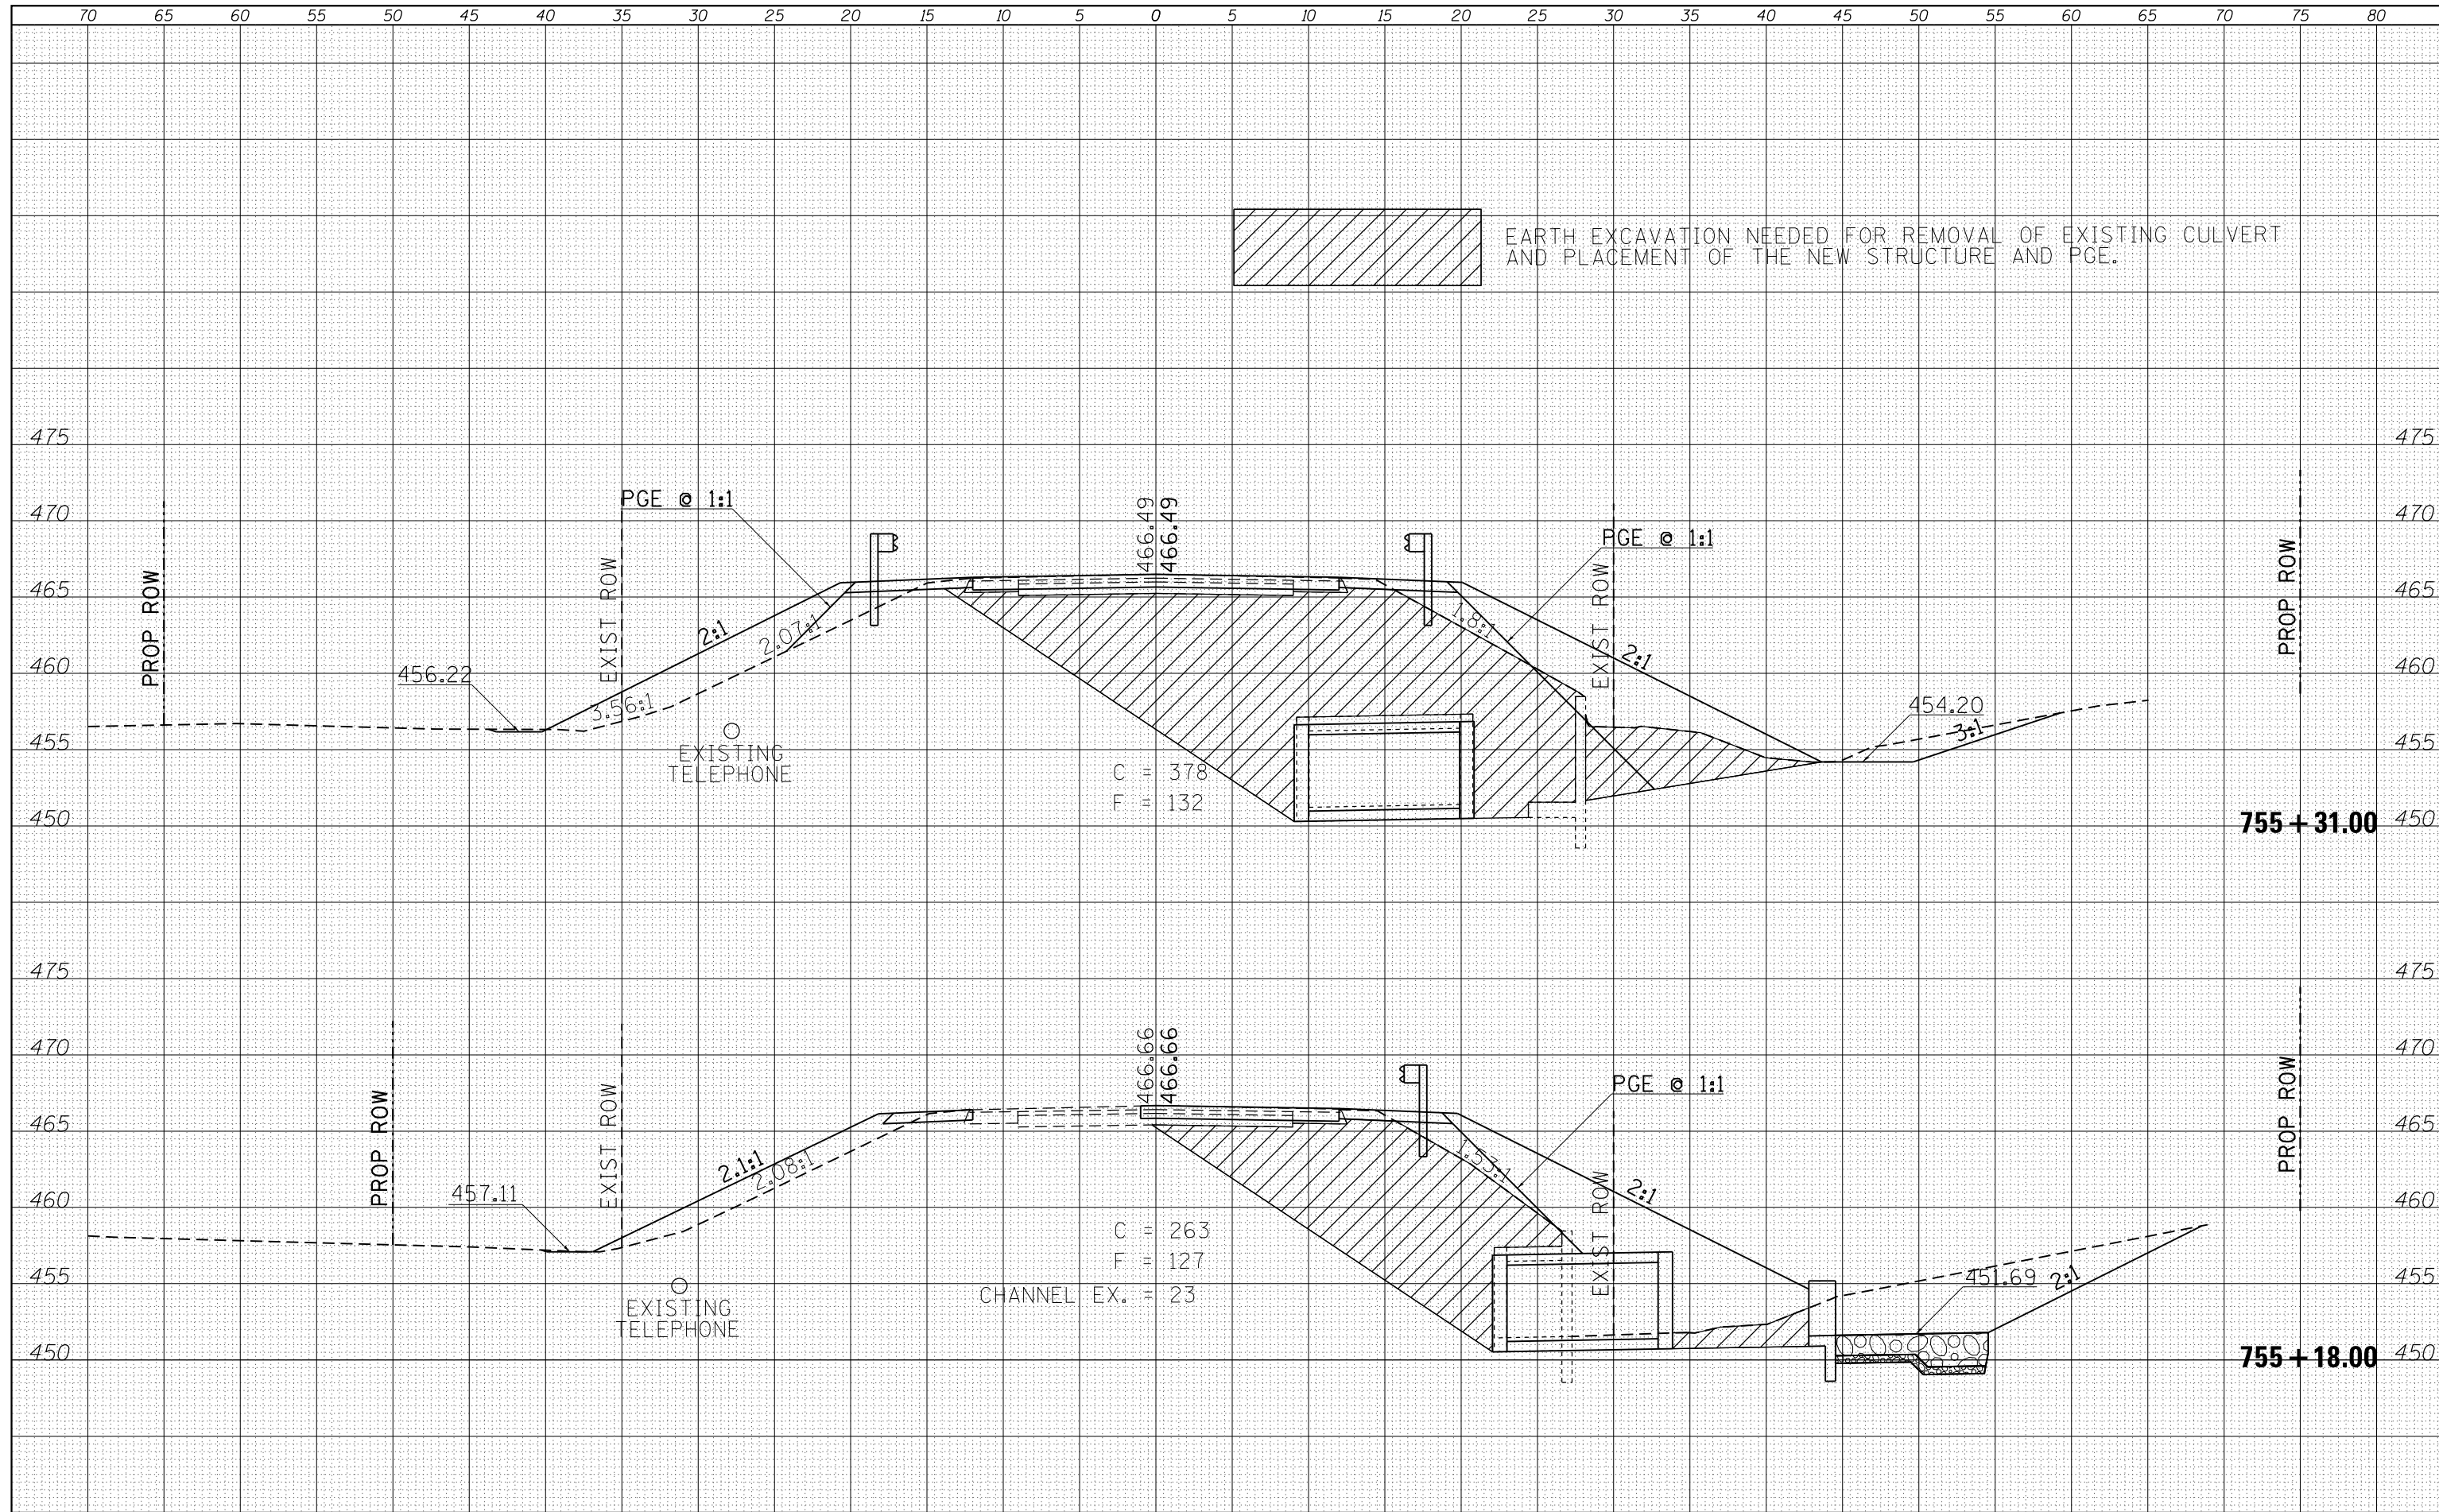 70 65 60 55 50 45 40 35 30 25 20 15 10 5 0 5 10 15 20 25 30 35 40 45 50 55 60 65 70 75 80
EARTH EXCAVATION NEEDED FOR REMOVAL OF EXISTING CULVERT
AND PLACEMENT OF THE NEW STRUCTURE AND PGE.
475 475
470 470
465 465
460 460
455 455
450 450
PROP ROW
EXIST ROW
PGE @ 1:1
466.49
466.49
PGE @ 1:1
EXIST ROW
PROP ROW
2:1
2.07:1
1.8:1
2:1
456.22
3.56:1
454.20
3:1
EXISTING
TELEPHONE
C = 378
F = 132
755+31.00
475 475
470 470
465 465
460 460
455 455
450 450
PROP ROW
EXIST ROW
466.66
466.66
PGE @ 1:1
EXIST ROW
PROP ROW
2.1:1
2.08:1
1.53:1
2:1
457.11
C = 263
F = 127
CHANNEL EX. = 23
451.69
2:1
EXISTING
TELEPHONE
755+18.00